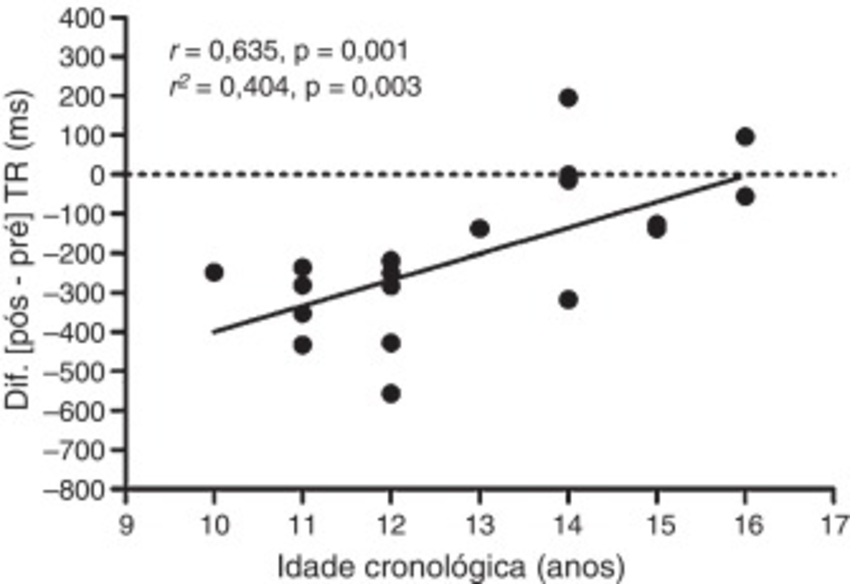 400
300
200
100
0
–100
–200
–300
–400
–500
–600
–700
–800
Dif. [pós - pré] TR (ms)
r = 0,635, p = 0,001
r² = 0,404, p = 0,003
9 10 11 12 13 14 15 16 17
Idade cronológica (anos)